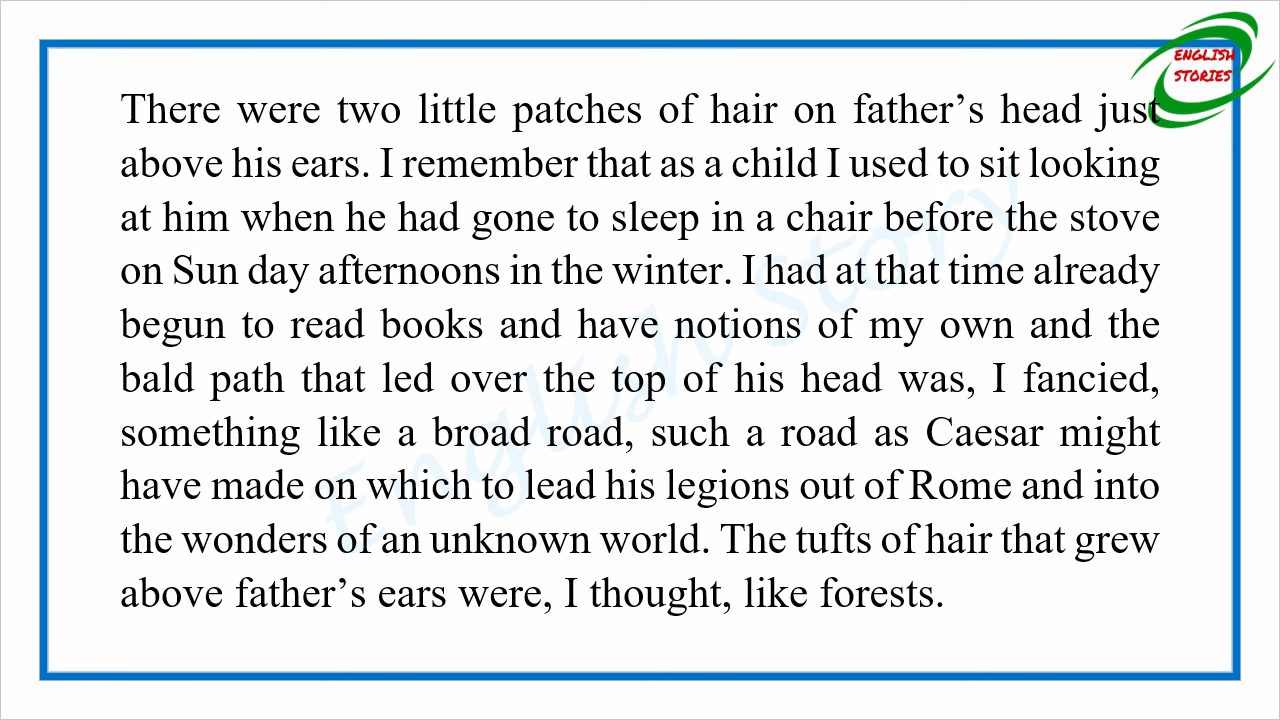 ENGLISH
STORIES
There were two little patches of hair on father’s head just
above his ears. I remember that as a child I used to sit looking
at him when he had gone to sleep in a chair before the stove
on Sun day afternoons in the winter. I had at that time already
begun to read books and have notions of my own and the
bald path that led over the top of his head was, I fancied,
something like a broad road, such a road as Caesar might
have made on which to lead his legions out of Rome and into
the wonders of an unknown world. The tufts of hair that grew
above father’s ears were, I thought, like forests.
English Story